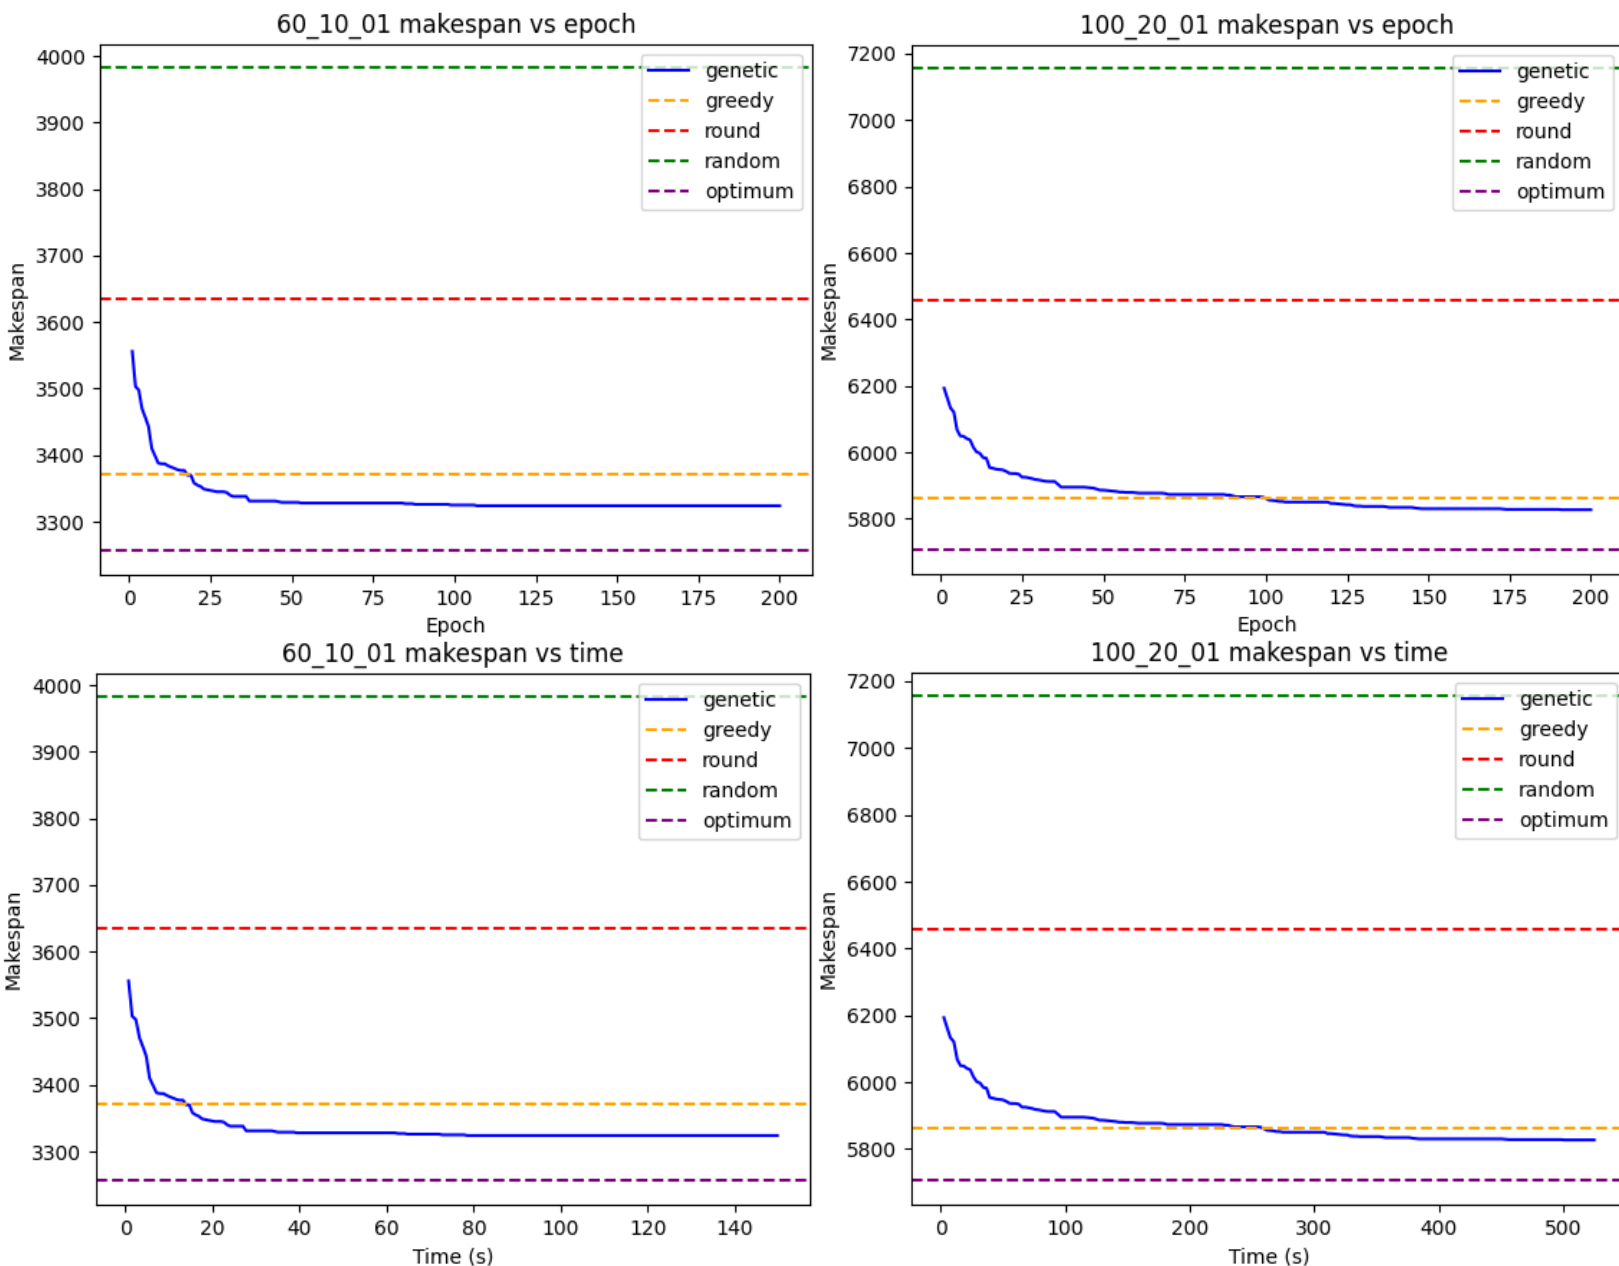 60_10_01 makespan vs epoch
4000
3900
3800
3700
3600
3500
3400
3300
Makespan
genetic
greedy
round
random
optimum
0 25 50 75 100 125 150 175 200
Epoch
100_20_01 makespan vs epoch
7200
7000
6800
6600
6400
6200
6000
5800
Makespan
genetic
greedy
round
random
optimum
0 25 50 75 100 125 150 175 200
Epoch
60_10_01 makespan vs time
4000
3900
3800
3700
3600
3500
3400
3300
Makespan
genetic
greedy
round
random
optimum
0 20 40 60 80 100 120 140
Time (s)
100_20_01 makespan vs time
7200
7000
6800
6600
6400
6200
6000
5800
Makespan
genetic
greedy
round
random
optimum
0 100 200 300 400 500
Time (s)